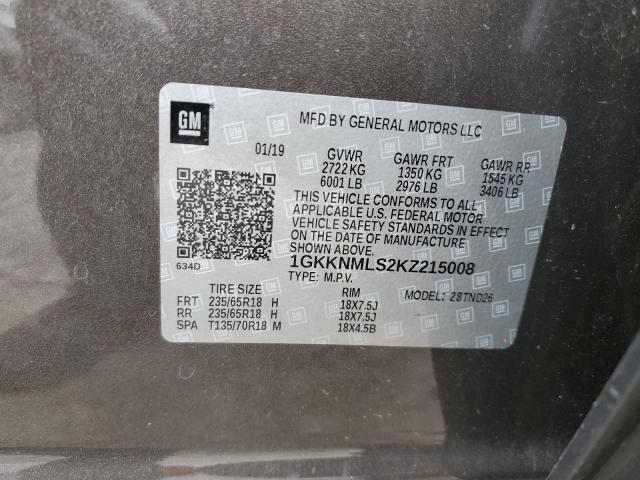 GM
MFD BY GENERAL MOTORS LLC
01/19 GVWR GAWR FRT GAWR RR
2722 KG 1350 KG 1545 KG
6001 LB 2976 LB 3406 LB
THIS VEHICLE CONFORMS TO ALL
APPLICABLE U.S. FEDERAL MOTOR
VEHICLE SAFETY STANDARDS IN EFFECT
ON THE DATE OF MANUFACTURE
SHOWN ABOVE.
634D
1GKKNMLS2KZ215008
TYPE: M.P.V.
TIRE SIZE RIM MODEL: 28TND26
FRT 235/65R18 H 18X7.5J
RR 235/65R18 H 18X7.5J
SPA T135/70R18 M 18X4.5B